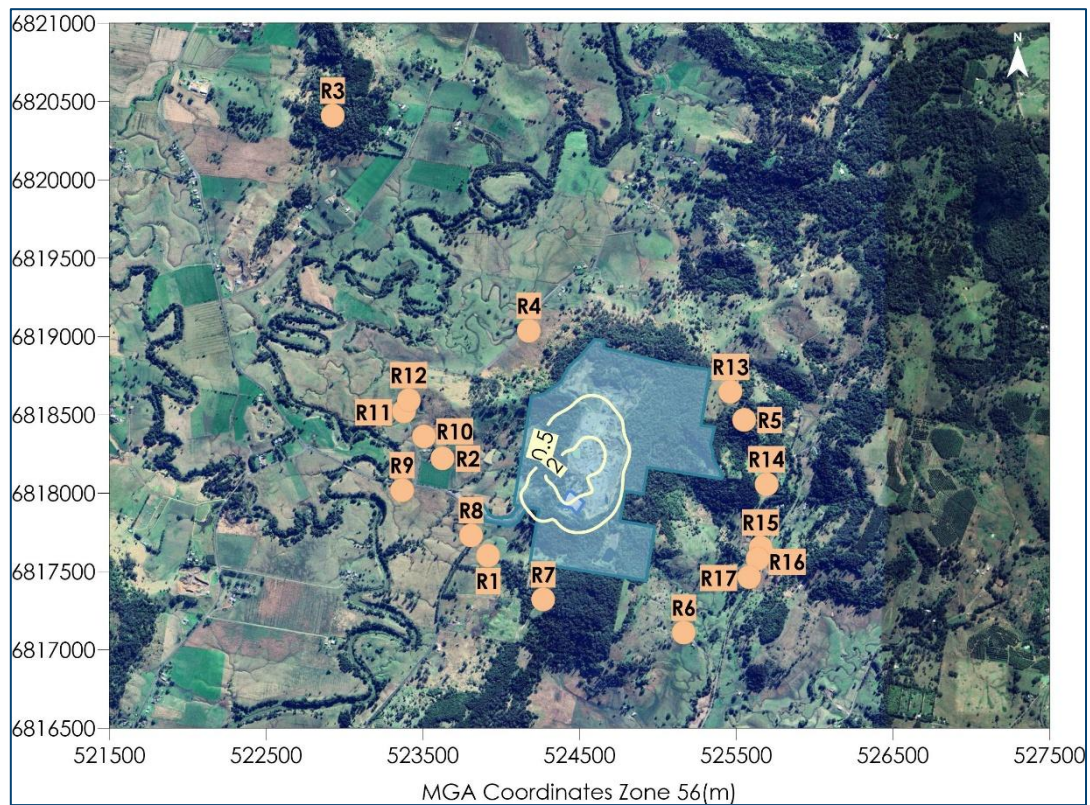 6821000
N
R3
6820500
6820000
6819500
R4
6819000
R13
R12
R11
6818500
R5
R10
0.5
R2
2
R14
R9
6818000
R8
R15
R16
6817500
R1
R7
R17
R6
6817000
6816500
521500 522500 523500 524500 525500 526500 527500
MGA Coordinates Zone 56(m)